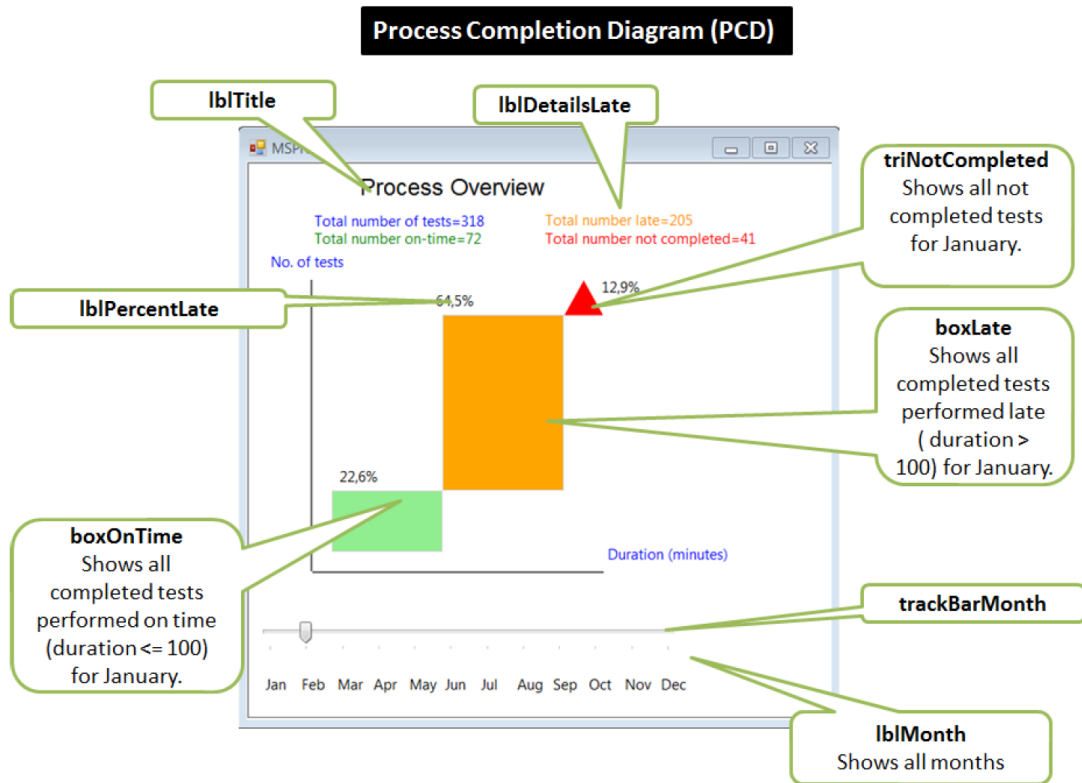 Process Completion Diagram (PCD)
lblTitle
lblDetailsLate
triNotCompleted
Shows all not
completed tests
for January.
Process Overview
Total number of tests=318
Total number late=205
Total number on-time=72
Total number not completed=41
No. of tests
12,9%
64,5%
lblPercentLate
boxLate
Shows all
completed tests
performed late
( duration >
100) for January.
22,6%
boxOnTime
Shows all
completed tests
performed on time
(duration <= 100)
for January.
Duration (minutes)
trackBarMonth
Jan Feb Mar Apr May Jun Jul Aug Sep Oct Nov Dec
lblMonth
Shows all months